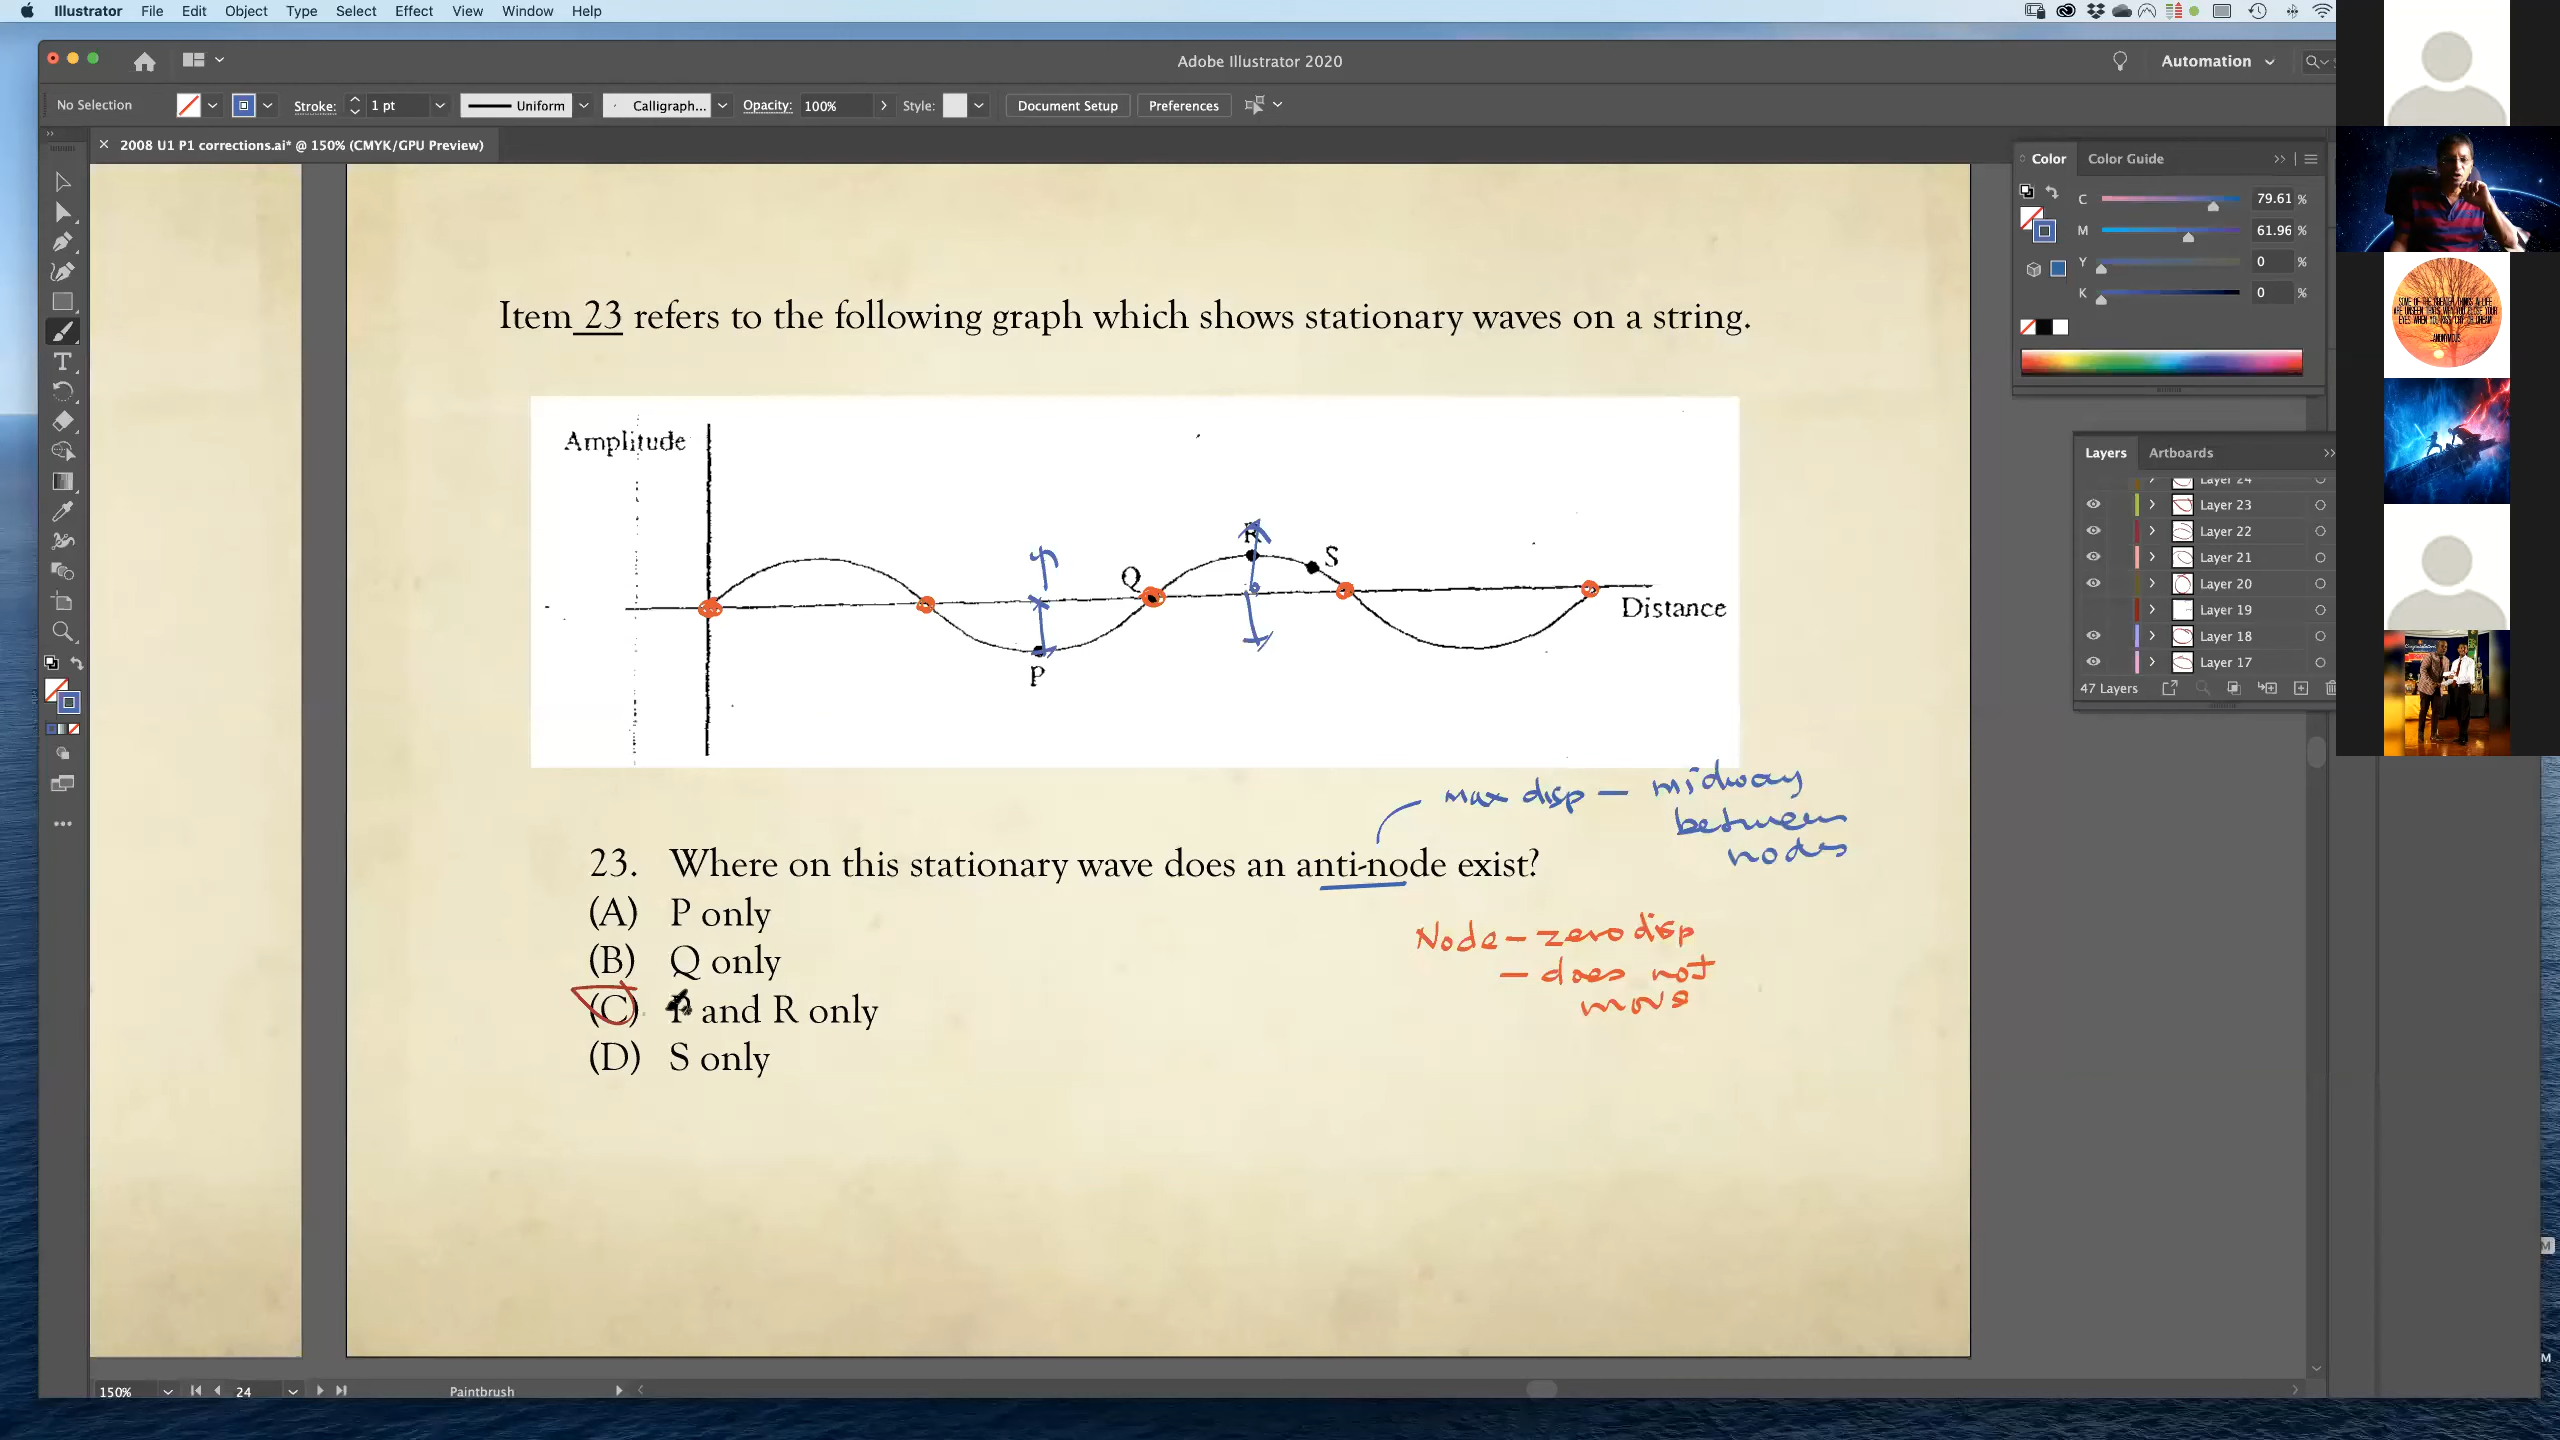 Illustrator File Edit Object Type Select Effect View Window Help
Adobe Illustrator 2020
Automation
No Selection Stroke: 1 pt Uniform Calligraph... Opacity: 100% Style: Document Setup Preferences
2008 U1 P1 corrections.ai* @ 150% (CMYK/GPU Preview)
Color Color Guide
C 79.61 %
M 61.96 %
Y 0 %
K 0 %
Layers Artboards
Layer 24
Layer 23
Layer 22
Layer 21
Layer 20
Layer 19
Layer 18
Layer 17
47 Layers
Item 23 refers to the following graph which shows stationary waves on a string.
Amplitude
R
Q
S
P
Distance
max disp – midway
between
nodes
23. Where on this stationary wave does an anti-node exist?
(A) P only
(B) Q only
(C) P and R only
(D) S only
Node – zero disp
– does not
move
150% 24 Paintbrush